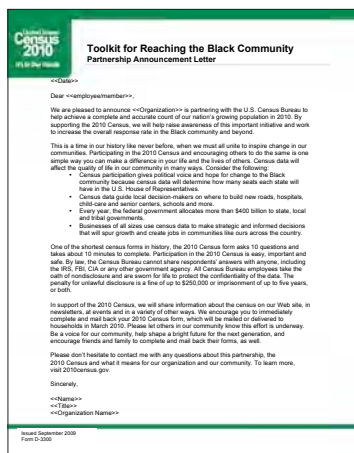 United States
Census
2010
IT'S IN OUR HANDS
Toolkit for Reaching the Black Community
Partnership Announcement Letter
<<Date>>
Dear <<employee/member>>,
We are pleased to announce <<Organization>> is partnering with the U.S. Census Bureau to
help achieve a complete and accurate count of our nation's growing population in 2010. By
supporting the 2010 Census, we will help raise awareness of this important initiative and work
to increase the overall response rate in the Black community and beyond.
This is a time in our history like never before, when we must all unite to inspire change in our
communities. Participating in the 2010 Census and encouraging others to do the same is one
simple way you can make a difference in your life and the lives of others. Census data will
affect the quality of life in our community in many ways. Consider the following:
• Census participation gives political voice and hope for change to the Black
community because census data will determine how many seats each state will
have in the U.S. House of Representatives.
• Census data guide local decision-makers on where to build new roads, hospitals,
child-care and senior centers, schools and more.
• Every year, the federal government allocates more than $400 billion to state, local
and tribal governments.
• Businesses of all sizes use census data to make strategic and informed decisions
that will spur growth and create jobs in communities like ours across the country.
One of the shortest census forms in history, the 2010 Census form asks 10 questions and
takes about 10 minutes to complete. Participation in the 2010 Census is easy, important and
safe. By law, the Census Bureau cannot share respondents' answers with anyone, including
the IRS, FBI, CIA or any other government agency. All Census Bureau employees take the
oath of nondisclosure and are sworn for life to protect the confidentiality of the data. The
penalty for unlawful disclosure is a fine of up to $250,000 or imprisonment of up to five years,
or both.
In support of the 2010 Census, we will share information about the census on our Web site, in
newsletters, at events and in a variety of other ways. We encourage you to immediately
complete and mail back your 2010 Census form, which will be mailed or delivered to
households in March 2010. Please let others in our community know this effort is underway.
Be a voice for our community, help shape a bright future for the next generation, and
encourage friends and family to complete and mail back their forms, as well.
Please don't hesitate to contact me with any questions about this partnership, the
2010 Census and what it means for our organization and our community. To learn more,
visit 2010census.gov.
Sincerely,
<<Name>>
<<Title>>
<<Organization Name>>
Issued September 2009
Form D-3300